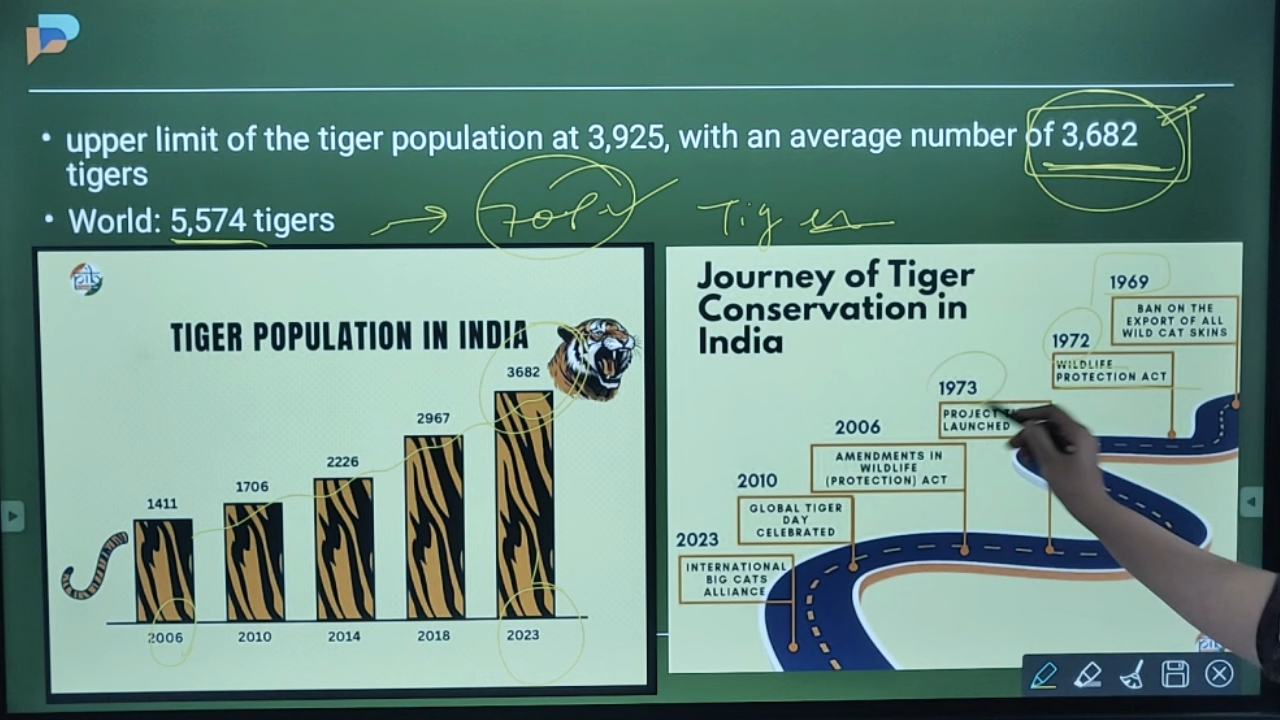 • upper limit of the tiger population at 3,925, with an average number of 3,682
tigers
• World: 5,574 tigers
70%
Tiger
TIGER POPULATION IN INDIA
3682
2967
2226
1706
1411
2006 2010 2014 2018 2023
Journey of Tiger
Conservation in
India
1969
BAN ON THE
EXPORT OF ALL
WILD CAT SKINS
1972
WILDLIFE
PROTECTION ACT
1973
PROJECT
LAUNCHED
2006
AMENDMENTS IN
WILDLIFE
(PROTECTION) ACT
2010
GLOBAL TIGER
DAY
CELEBRATED
2023
INTERNATIONAL
BIG CATS
ALLIANCE